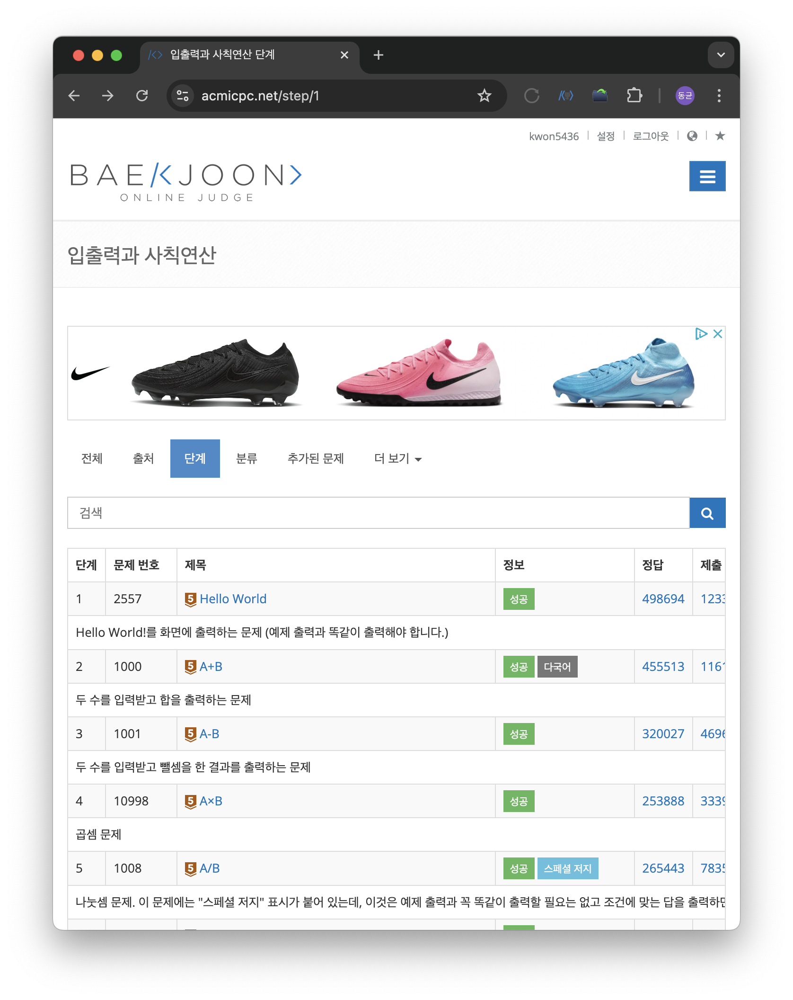 입출력과 사칙연산 단계
acmicpc.net/step/1
동균
kwon5436 설정 로그아웃
BAEKJOON
ONLINE JUDGE
입출력과 사칙연산
전체 출처 단계 분류 추가된 문제 더 보기
검색
단계 문제 번호 제목 정보 정답 제출
1 2557 5 Hello World 성공 498694 1233
Hello World!를 화면에 출력하는 문제 (예제 출력과 똑같이 출력해야 합니다.)
2 1000 5 A+B 성공 다국어 455513 1161
두 수를 입력받고 합을 출력하는 문제
3 1001 5 A-B 성공 320027 4696
두 수를 입력받고 뺄셈을 한 결과를 출력하는 문제
4 10998 5 A×B 성공 253888 3339
곱셈 문제
5 1008 5 A/B 성공 스페셜 저지 265443 7835
나눗셈 문제. 이 문제에는 "스페셜 저지" 표시가 붙어 있는데, 이것은 예제 출력과 꼭 똑같이 출력할 필요는 없고 조건에 맞는 답을 출력하면